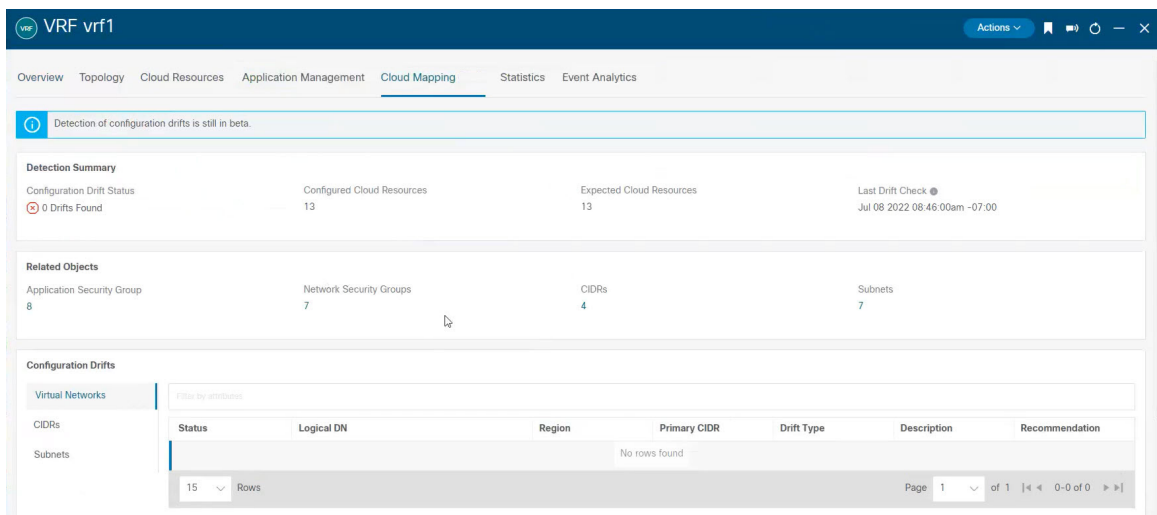 VRF VRF vrf1 Actions
Overview Topology Cloud Resources Application Management Cloud Mapping Statistics Event Analytics
Detection of configuration drifts is still in beta.
Detection Summary
Configuration Drift Status Configured Cloud Resources Expected Cloud Resources Last Drift Check
0 Drifts Found 13 13 Jul 08 2022 08:46:00am -07:00
Related Objects
Application Security Group Network Security Groups CIDRs Subnets
8 7 4 7
Configuration Drifts
Virtual Networks Filter by attributes
CIDRs
Status Logical DN Region Primary CIDR Drift Type Description Recommendation
Subnets No rows found
15 Rows Page 1 of 1 0-0 of 0